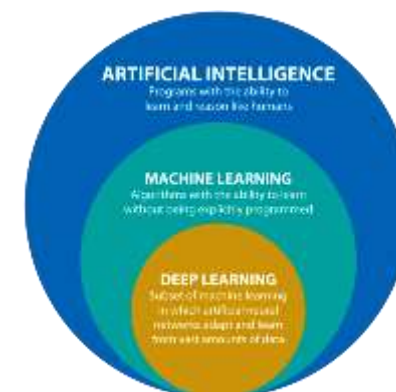 ARTIFICIAL INTELLIGENCE
Programs with the ability to
learn and reason like humans
MACHINE LEARNING
Algorithms with the ability to learn
without being explicitly programmed
DEEP LEARNING
Subset of machine learning
in which artificial neural
networks adapt and learn
from vast amounts of data